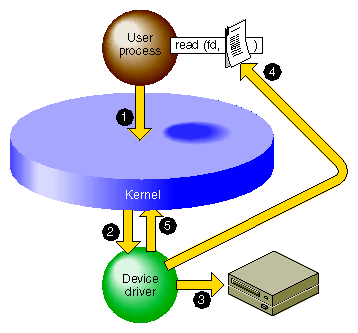 User
process
read (fd, )
4
1
Kernel
2
5
Device
driver
3